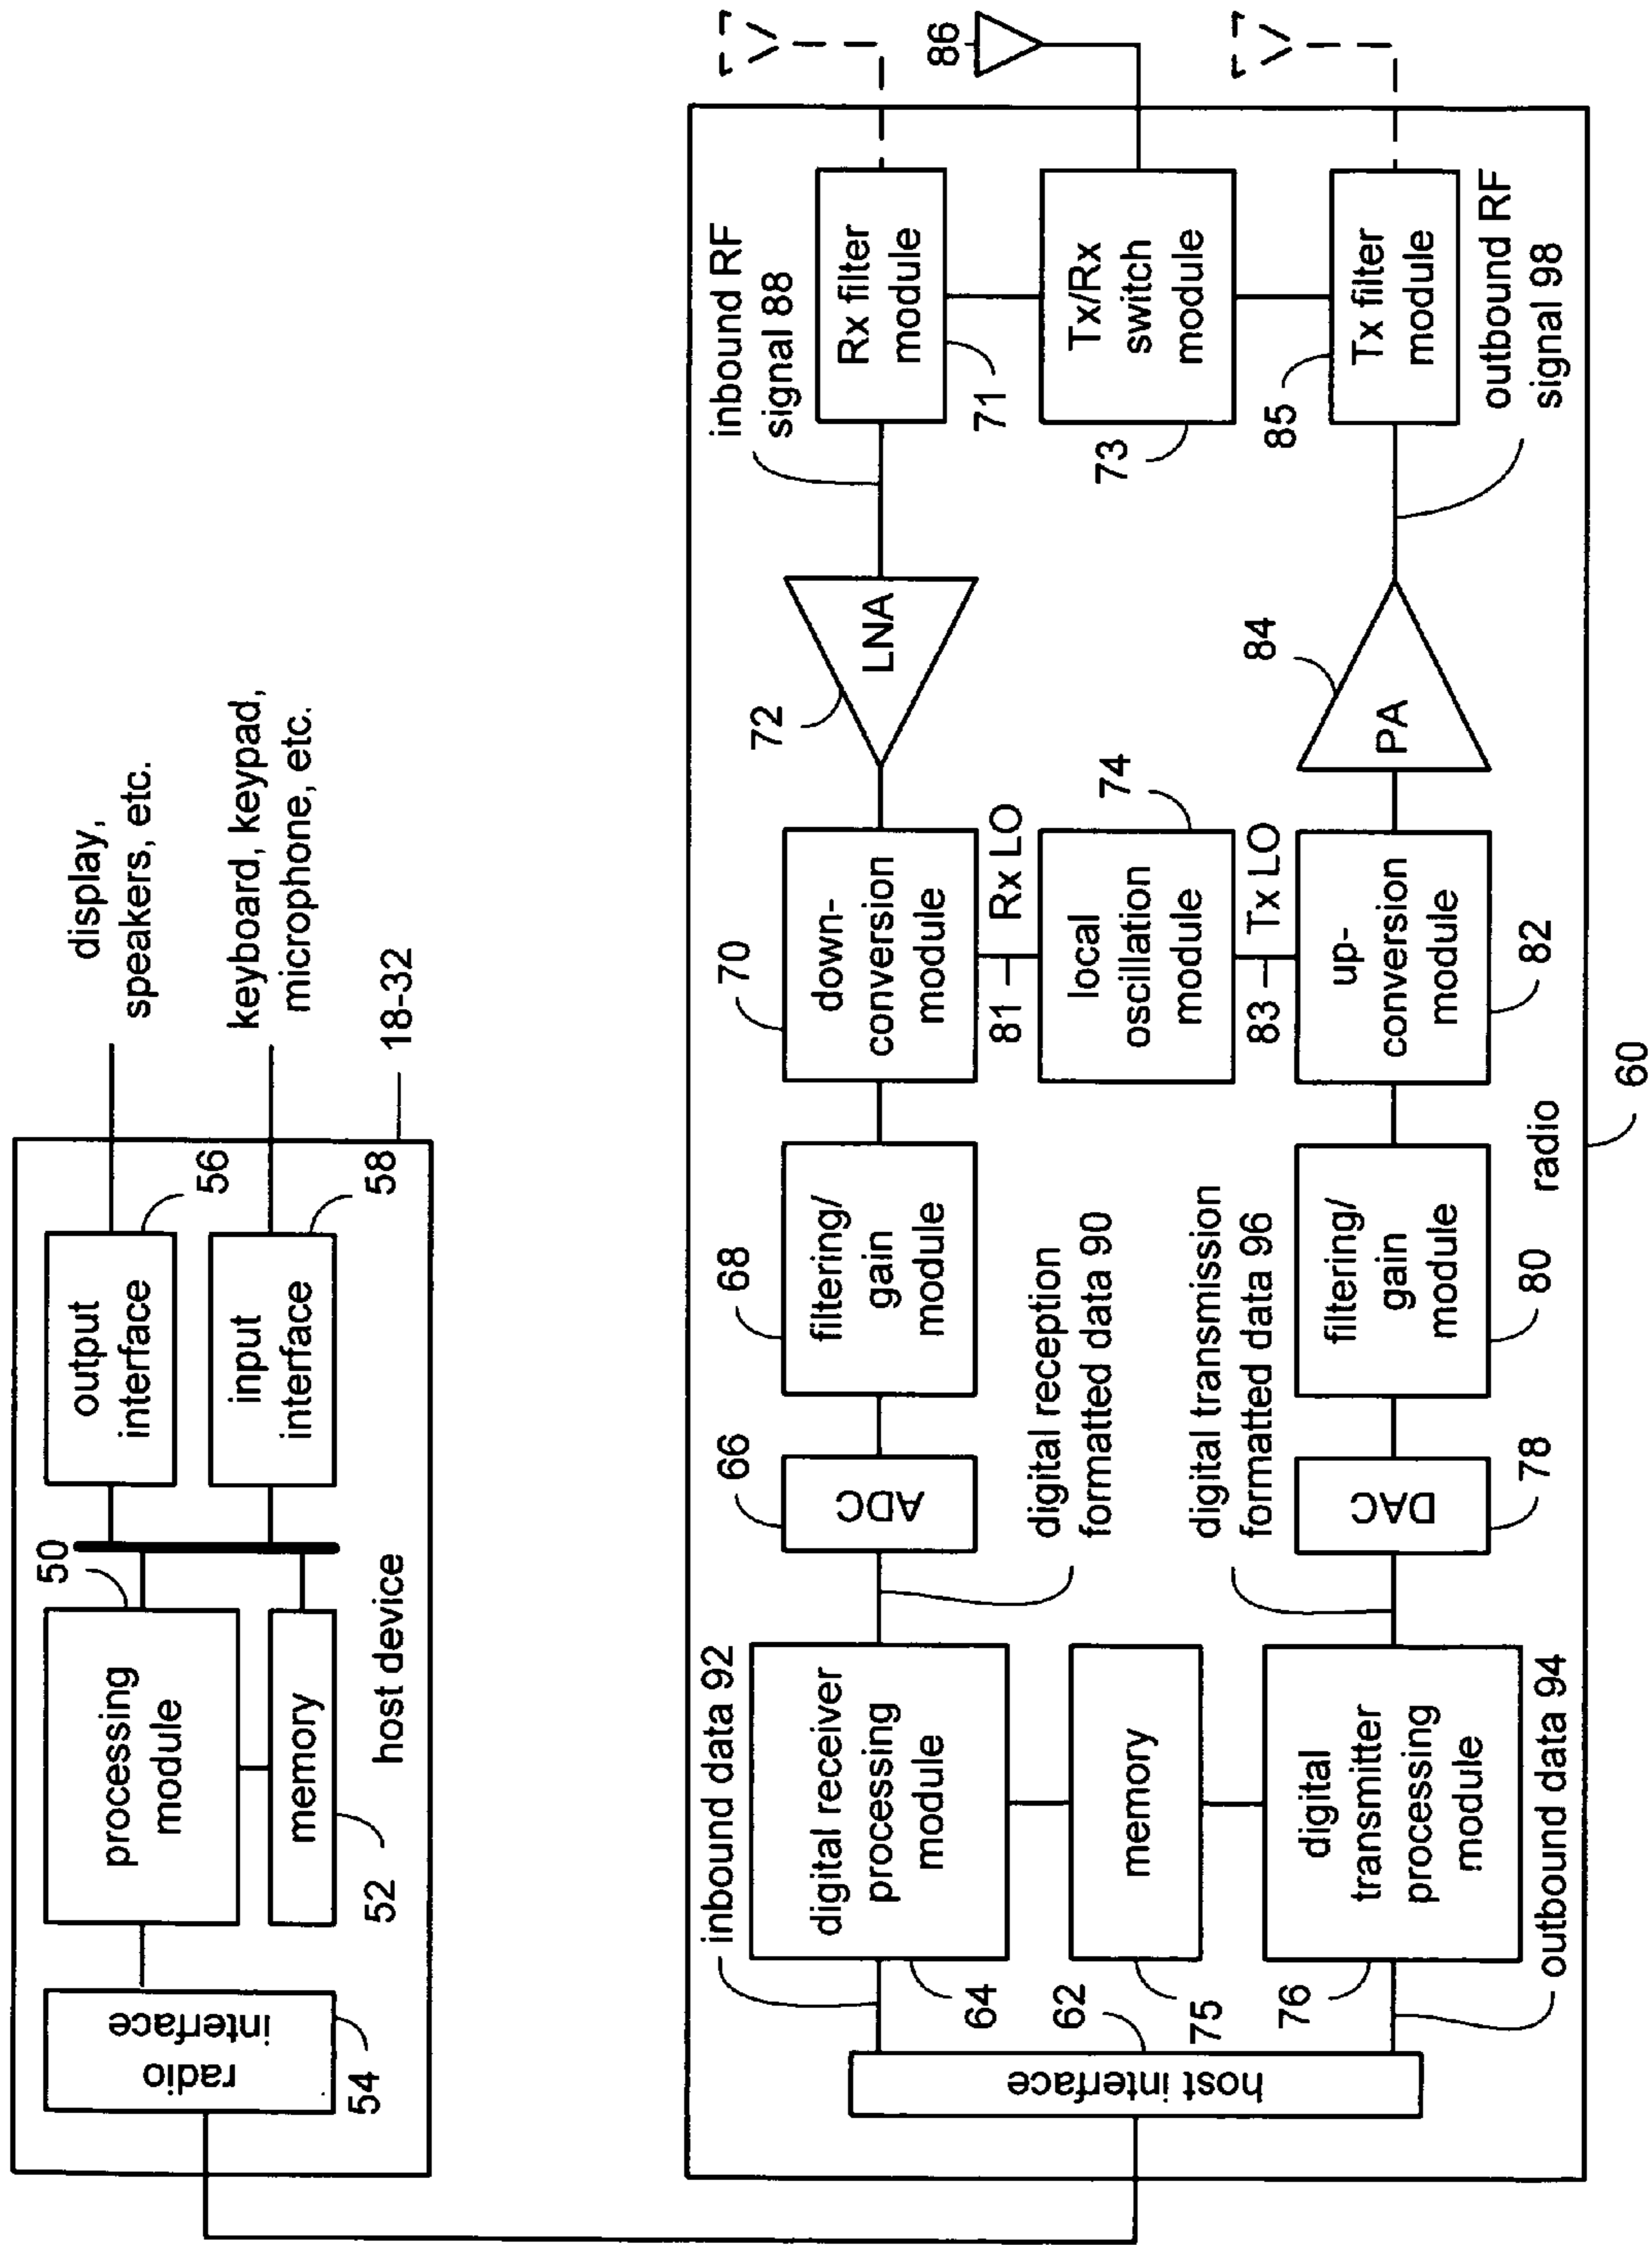 display,
speakers, etc.
keyboard, keypad,
microphone, etc.
18-32
output
interface
56
input
interface
58
50
processing
module
memory
52
host device
radio
interface
54
86
inbound RF
signal 88
Rx filter
module
71
Tx/Rx
switch
module
73
Tx filter
module
85
outbound RF
signal 98
LNA
72
PA
84
down-
conversion
module
70
81
Rx LO
local
oscillation
module
74
83
Tx LO
up-
conversion
module
82
filtering/
gain
module
68
filtering/
gain
module
80
radio
60
ADC
66
digital reception
formatted data 90
digital transmission
formatted data 96
DAC
78
inbound data 92
digital receiver
processing
module
64
memory
75
digital
transmitter
processing
module
76
outbound data 94
host interface
62